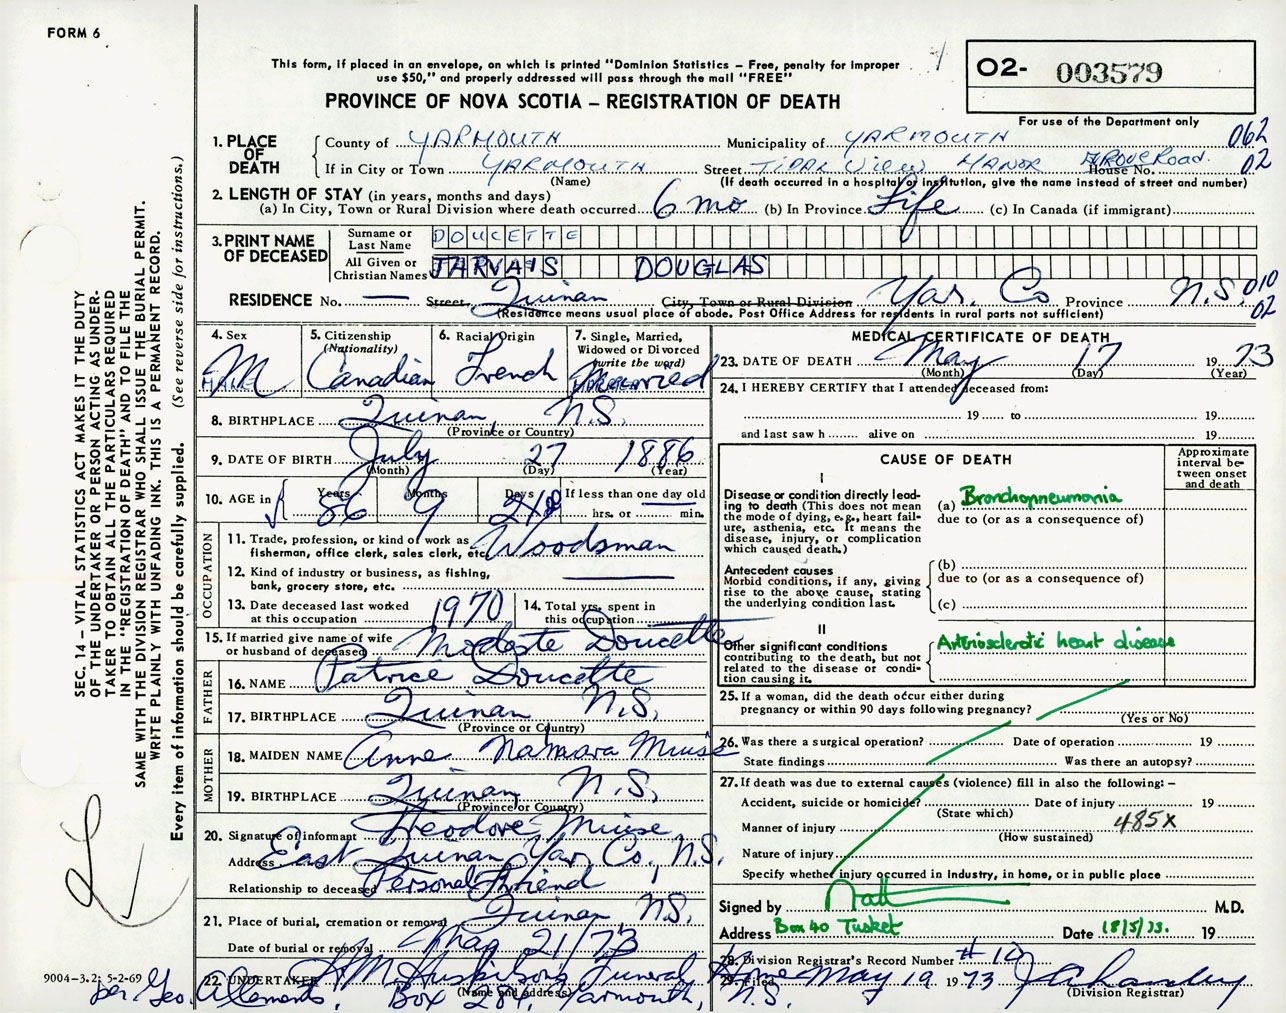 FORM 6
This form, if placed in an envelope, on which is printed "Dominion Statistics – Free, penalty for improper
use $50," and properly addressed will pass through the mail "FREE"
PROVINCE OF NOVA SCOTIA – REGISTRATION OF DEATH
02- 003579
For use of the Department only
1. PLACE OF DEATH
County of YARMOUTH Municipality of YARMOUTH 062
If in City or Town YARMOUTH Street TIDAL VIEW MANOR GROVE Road. House No. 02
(Name) (If death occurred in a hospital or institution, give the name instead of street and number)
2. LENGTH OF STAY (in years, months and days)
(a) In City, Town or Rural Division where death occurred 6 mo (b) In Province Life (c) In Canada (if immigrant)
3. PRINT NAME OF DECEASED
Surname or Last Name DOUCETTE
All Given or Christian Names JARVAIS DOUGLAS
RESIDENCE No. — Street, Quinan City, Town or Rural Division Yar. Co Province N.S. 010
(Residence means usual place of abode. Post Office Address for residents in rural parts not sufficient) 02
4. Sex M
5. Citizenship (Nationality) Canadian
6. Racial Origin French
7. Single, Married, Widowed or Divorced (write the word) Married
8. BIRTHPLACE Quinan, N.S.
(Province or Country)
9. DATE OF BIRTH July 27 1886
(Month) (Day) (Year)
10. AGE in Years 86 Months 9 Days If less than one day old
hrs. or min.
OCCUPATION
11. Trade, profession, or kind of work as
fisherman, office clerk, sales clerk, etc. Woodsman
12. Kind of industry or business, as fishing,
bank, grocery store, etc.
13. Date deceased last worked
at this occupation 1970
14. Total yrs. spent in
this occupation
15. If married give name of wife
or husband of deceased Modeste Doucette
FATHER
16. NAME Patrice Doucette
17. BIRTHPLACE Quinan N.S.
(Province or Country)
MOTHER
18. MAIDEN NAME Anne Muise
19. BIRTHPLACE Quinan N.S.
(Province or Country)
20. Signature of informant Theodore Muise
Address East Quinan, Yar. Co., N.S.
Relationship to deceased Personal Friend
21. Place of burial, cremation or removal Quinan, N.S.
Date of burial or removal May 21/73
22. UNDERTAKER H M Huskilsons Funeral Home
(Name and address)
per Geo. Clements, Box 284, Yarmouth, N.S.
MEDICAL CERTIFICATE OF DEATH
23. DATE OF DEATH May 17 1973
(Month) (Day) (Year)
24. I HEREBY CERTIFY that I attended deceased from:
19 to 19
and last saw h alive on 19
CAUSE OF DEATH
Approximate interval between onset and death
I
Disease or condition directly lead-
ing to death (This does not mean
the mode of dying, e.g., heart fail-
ure, asthenia, etc. It means the
disease, injury, or complication
which caused death.)
(a) Bronchopneumonia
due to (or as a consequence of)
Antecedent causes
Morbid conditions, if any, giving
rise to the above cause, stating
the underlying condition last.
(b)
due to (or as a consequence of)
(c)
II
Other significant conditions
contributing to the death, but not
related to the disease or condi-
tion causing it.
Arteriosclerotic heart disease
25. If a woman, did the death occur either during
pregnancy or within 90 days following pregnancy?
(Yes or No)
26. Was there a surgical operation? Date of operation 19
State findings Was there an autopsy?
27. If death was due to external causes (violence) fill in also the following: –
Accident, suicide or homicide? Date of injury 19
(State which)
Manner of injury 485X
(How sustained)
Nature of injury
Specify whether injury occurred in Industry, in home, or in public place
Signed by M.D.
Address Box 40 Tusket Date 18/5/73. 19
28. Division Registrar's Record Number #10
29. Filed May 19 1973
(Division Registrar)
SEC. 14 – VITAL STATISTICS ACT MAKES IT THE DUTY
OF THE UNDERTAKER OR PERSON ACTING AS UNDER-
TAKER TO OBTAIN ALL THE PARTICULARS REQUIRED
IN THE "REGISTRATION OF DEATH" AND TO FILE THE
SAME WITH THE DIVISION REGISTRAR WHO SHALL ISSUE THE BURIAL PERMIT.
WRITE PLAINLY WITH UNFADING INK. THIS IS A PERMANENT RECORD.
Every item of information should be carefully supplied. (See reverse side for instructions.)
9004–3.2; 5-2-69